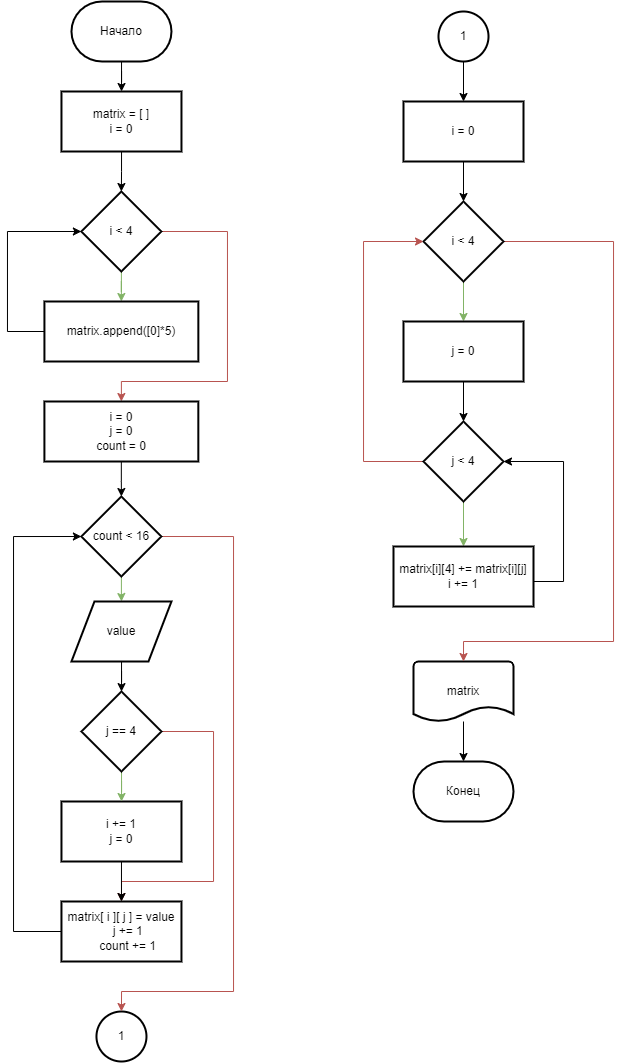 Начало
matrix = [ ]
i = 0
i < 4
matrix.append([0]*5)
i = 0
j = 0
count = 0
count < 16
value
j == 4
i += 1
j = 0
matrix[ i ][ j ] = value
j += 1
count += 1
1
1
i = 0
i < 4
j = 0
j < 4
matrix[i][4] += matrix[i][j]
i += 1
matrix
Конец